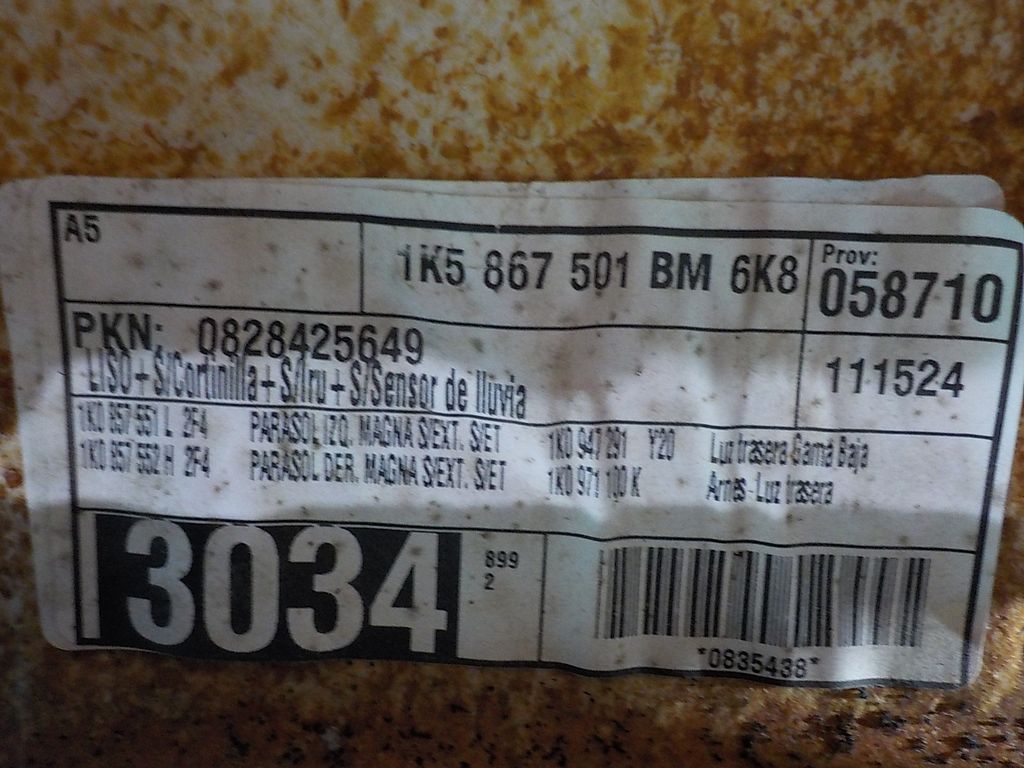 A5
1K5 867 501 BM 6K8
Prov:
058710
PKN: 0828425649
111524
LISO+S/Cortinilla+S/Iru+S/Sensor de lluvia
1K0 857 551 L 2F4 PARASOL IZQ. MAGNA S/EXT. S/ET 1K0 947 291 Y20 Luz trasera Gama Baja
1K0 857 552 H 2F4 PARASOL DER. MAGNA S/EXT. S/ET 1K0 971 100 K Arnes-Luz trasera
3034
899
2
*0835438*